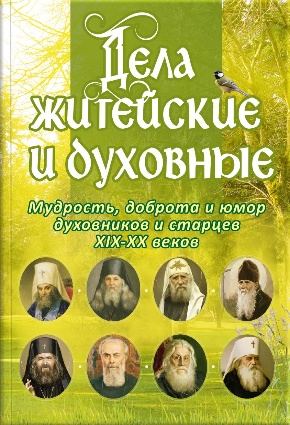 Дела
житейские
и духовные
Мудрость, доброта и юмор
духовников и старцев
XIX-XX веков